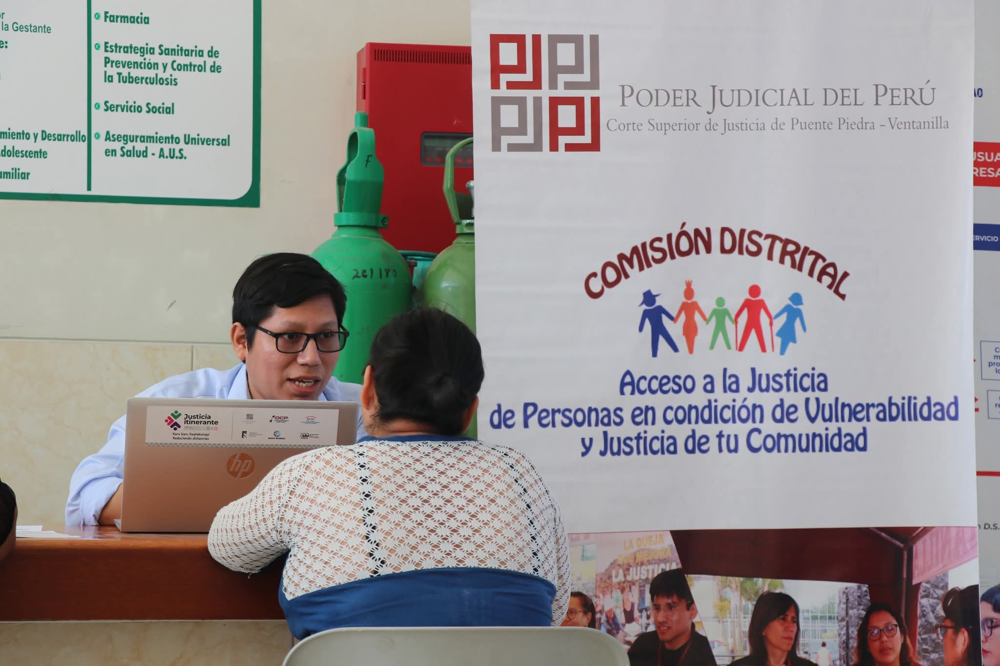 la Gestante
miento y Desarrollo
dolescente
amiliar
Farmacia
Estrategia Sanitaria de
Prevención y Control de
la Tuberculosis
Servicio Social
Aseguramiento Universal
en Salud - A.U.S.
F
261180
PJ PJ
PJ PJ
PODER JUDICIAL DEL PERÚ
Corte Superior de Justicia de Puente Piedra - Ventanilla
COMISIÓN DISTRITAL
Acceso a la Justicia
de Personas en condición de Vulnerabilidad
y Justicia de tu Comunidad
LA QUEJA
QUE MEJORA
LA JUSTICIA
Justicia
itinerante
Karu karu llaqtakunapi
Reduciendo distancias
OCP
BANCO MUNDIAL
200
AÑOS
hp
USUA
RESA
ERVICIO
D.S.